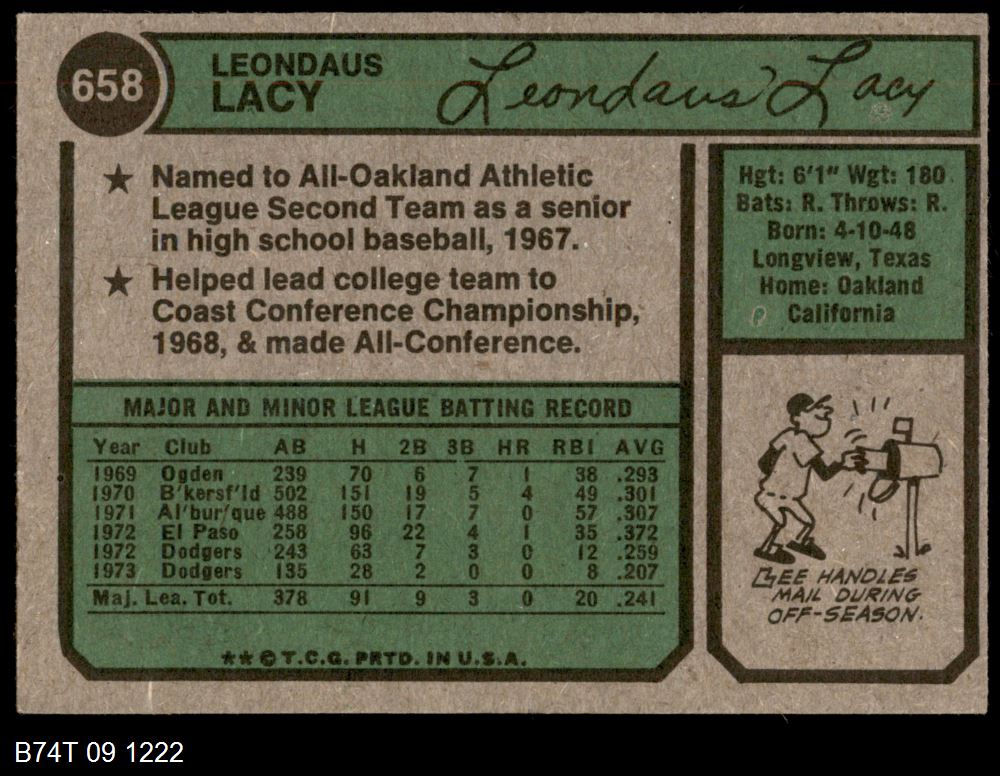 658
LEONDAUS
LACY
Leondaus Lacy
★ Named to All-Oakland Athletic
League Second Team as a senior
in high school baseball, 1967.
★ Helped lead college team to
Coast Conference Championship,
1968, & made All-Conference.
Hgt: 6'1" Wgt: 180
Bats: R. Throws: R.
Born: 4-10-48
Longview, Texas
Home: Oakland
California
MAJOR AND MINOR LEAGUE BATTING RECORD
Year Club AB H 2B 3B HR RBI AVG
1969 Ogden 239 70 6 7 1 38 .293
1970 B'kersf'ld 502 151 19 5 4 49 .301
1971 Al'bur'que 488 150 17 7 0 57 .307
1972 El Paso 258 96 22 4 1 35 .372
1972 Dodgers 243 63 7 3 0 12 .259
1973 Dodgers 135 28 2 0 0 8 .207
Maj. Lea. Tot. 378 91 9 3 0 20 .241
★★ © T.C.G. PRTD. IN U.S.A.
LEE HANDLES
MAIL DURING
OFF-SEASON.
B74T 09 1222